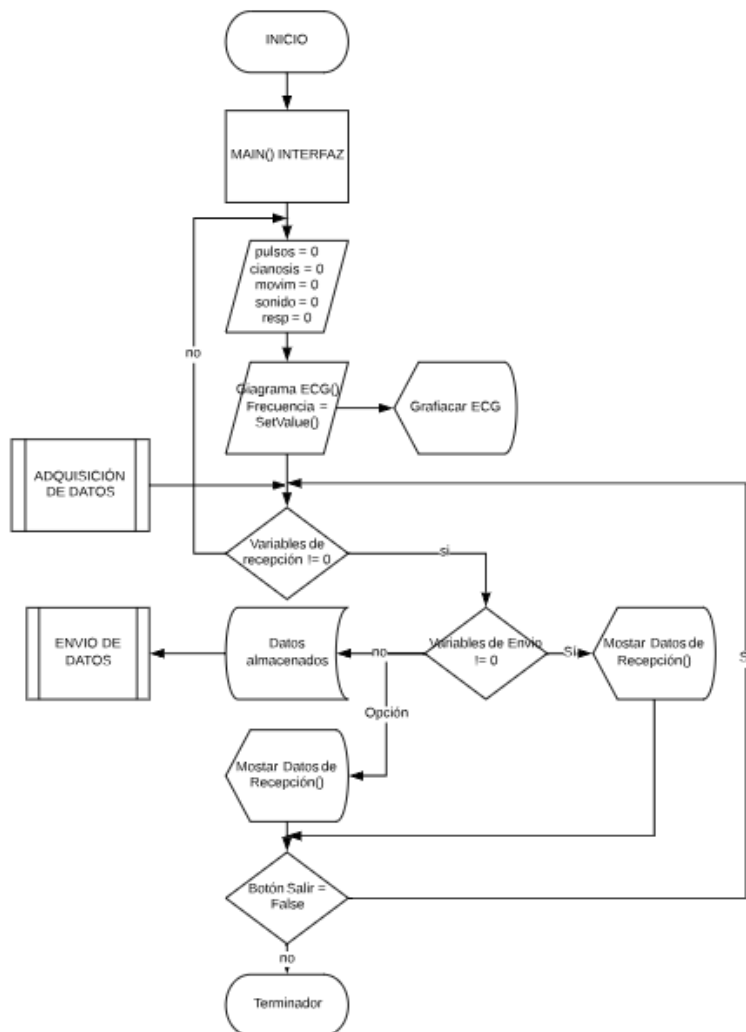 INICIO
MAIN() INTERFAZ
pulsos = 0
cianosis = 0
movim = 0
sonido = 0
resp = 0
no
Giagrama ECG()
Frecuencia =
SetValue()
Grafiacar ECG
ADQUISICIÓN
DE DATOS
Variables de
recepción != 0
si
ENVIO DE
DATOS
Datos
almacenados
no
Variables de Envio
!= 0
Si
Mostar Datos de
Recepción()
Opción
Mostar Datos de
Recepción()
Botón Salir =
False
no
Terminador